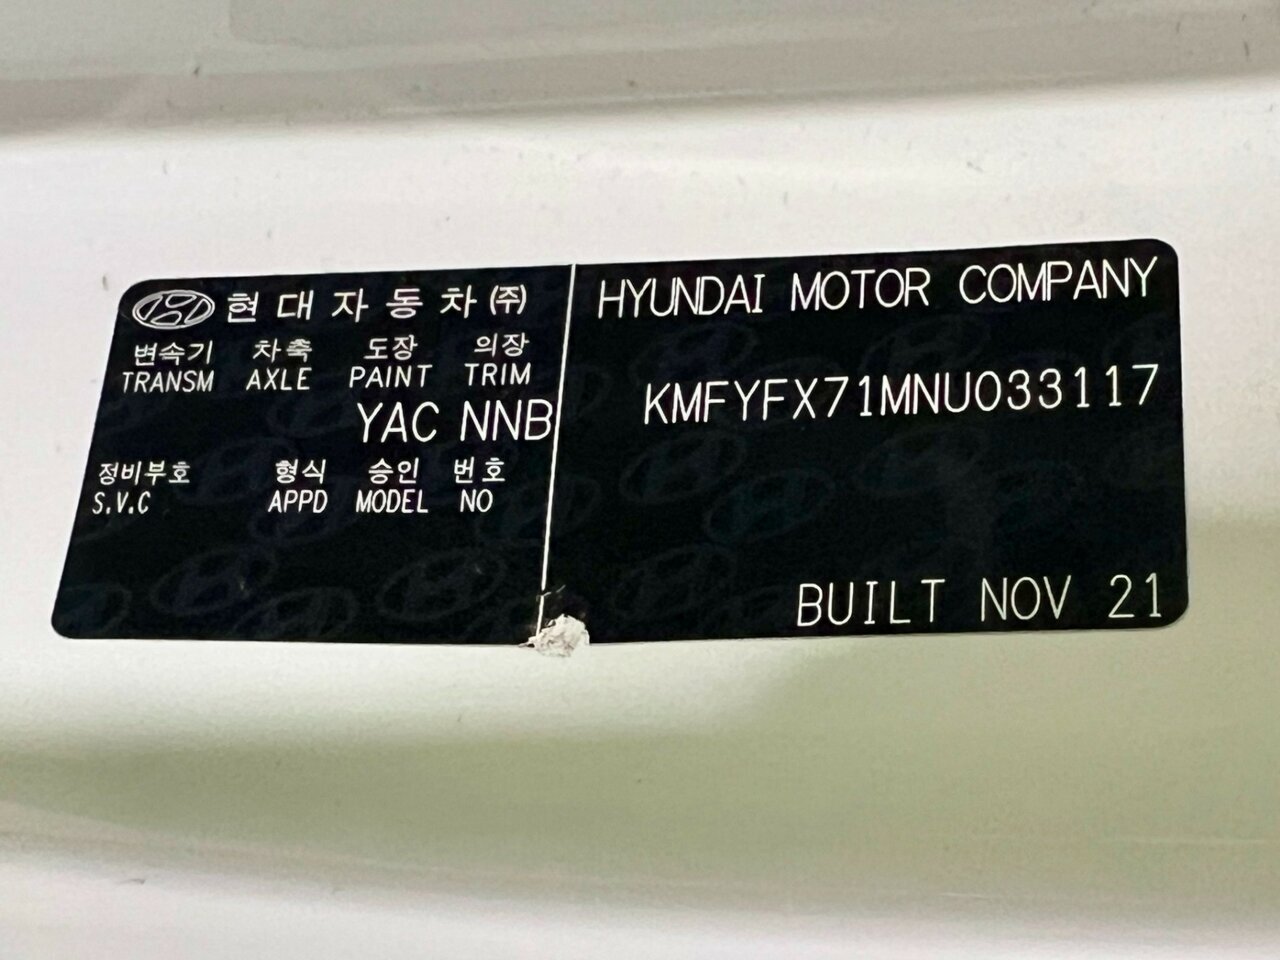 현대자동차(주)
변속기 차축 도장 의장
TRANSM AXLE PAINT TRIM
YAC NNB
정비부호 형식 승인 번호
S.V.C APPD MODEL NO
HYUNDAI MOTOR COMPANY
KMFYFX71MNU033117
BUILT NOV 21